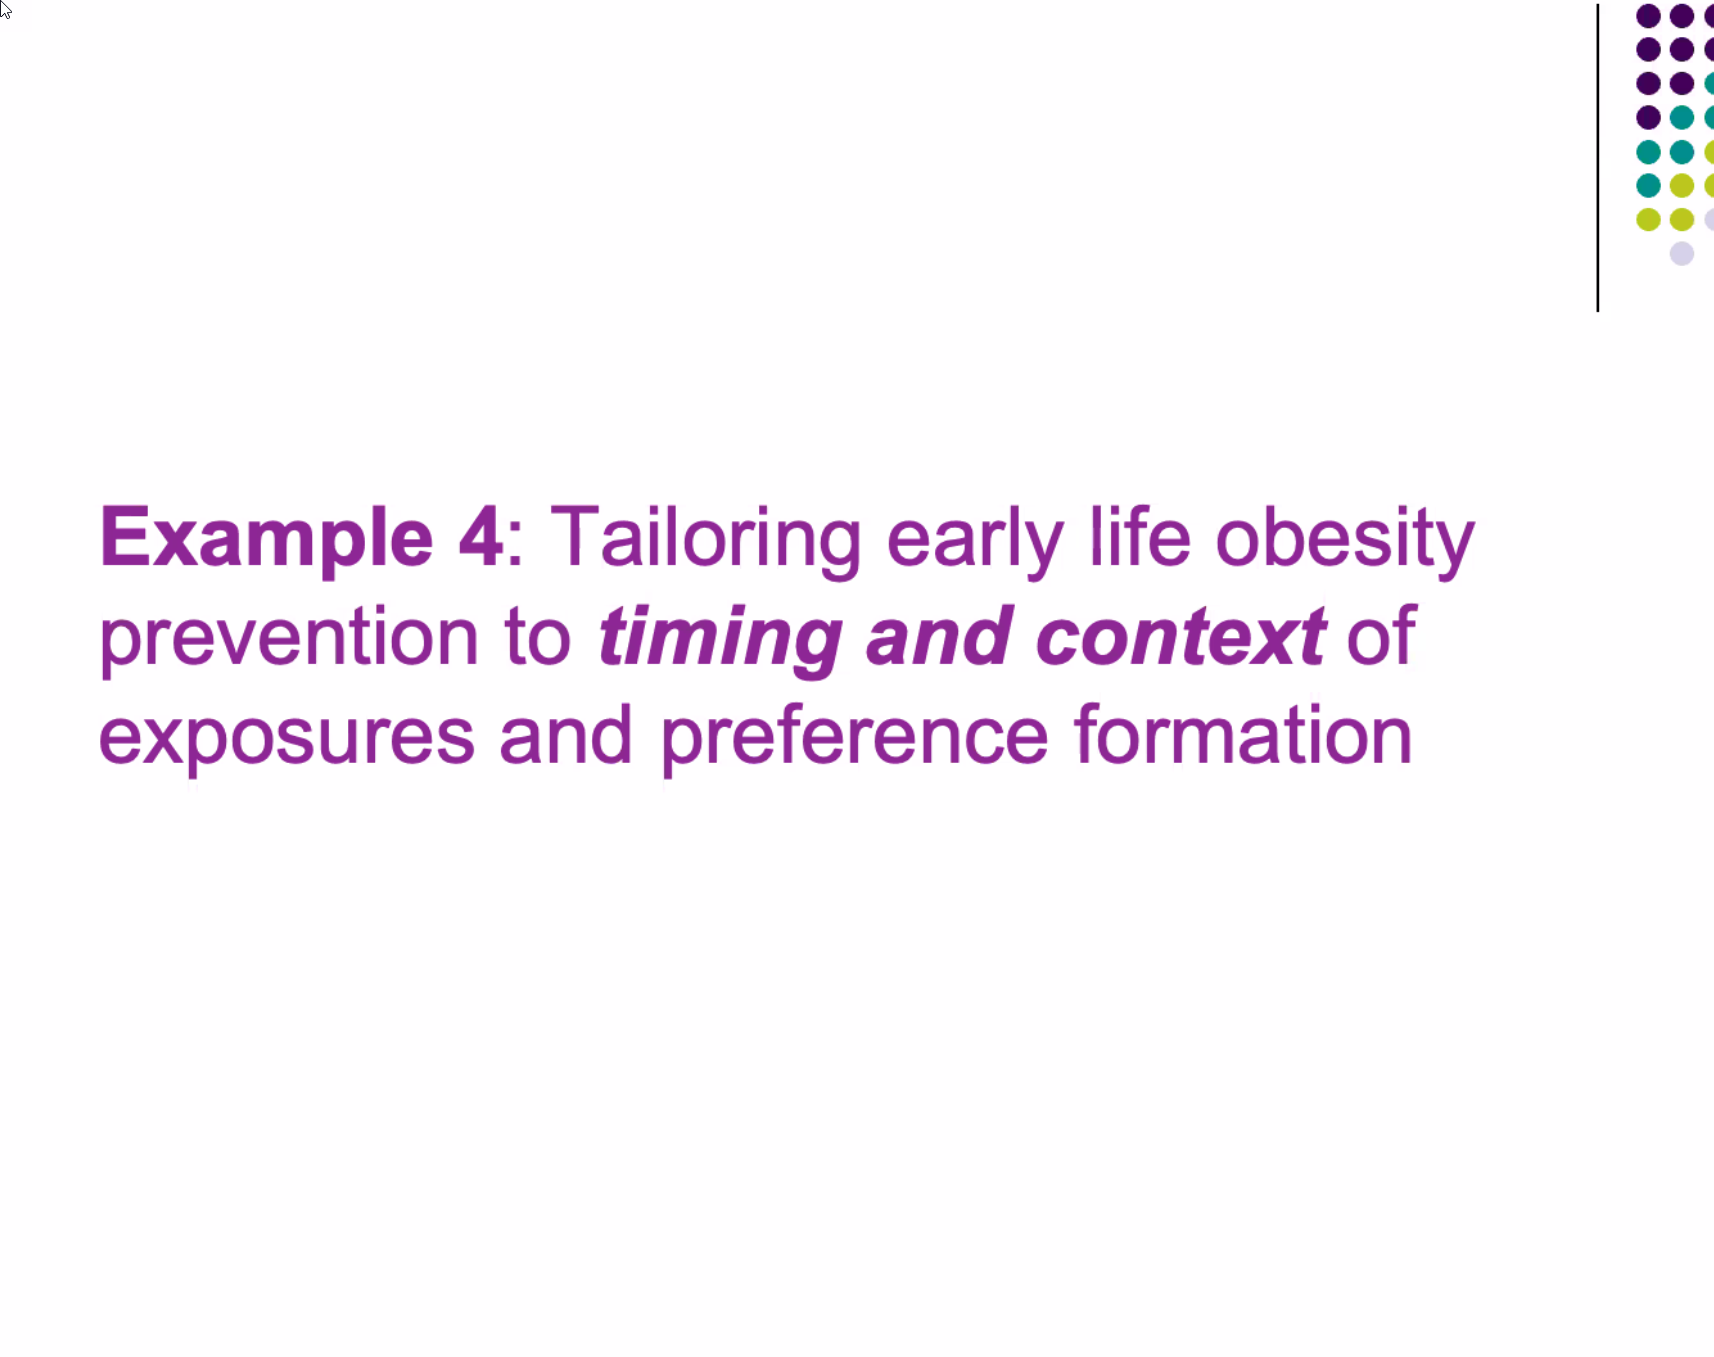 Example 4: Tailoring early life obesity
prevention to timing and context of
exposures and preference formation